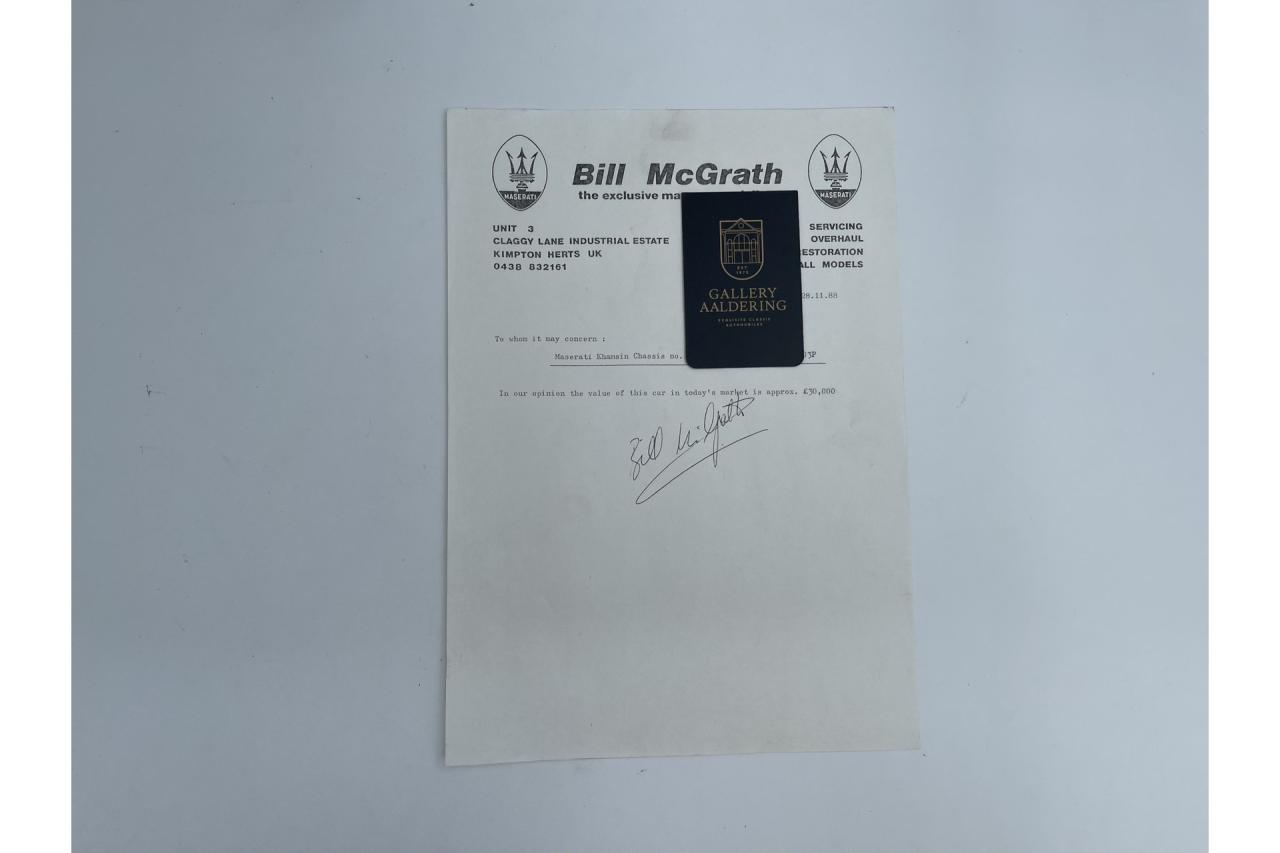 MASERATI
MASERATI
Bill McGrath
the exclusive
UNIT 3
CLAGGY LANE INDUSTRIAL ESTATE
KIMPTON HERTS UK
0438 832161
SERVICING
OVERHAUL
ESTORATION
ALL MODELS
28.11.88
EST
1975
GALLERY
AALDERING
EXQUISITE CLASSIC
AUTOMOBILES
To whom it may concern :
Maserati Khamsin Chassis no.
In our opinion the value of this car in today's market is approx. £30,000
Bill McGrath